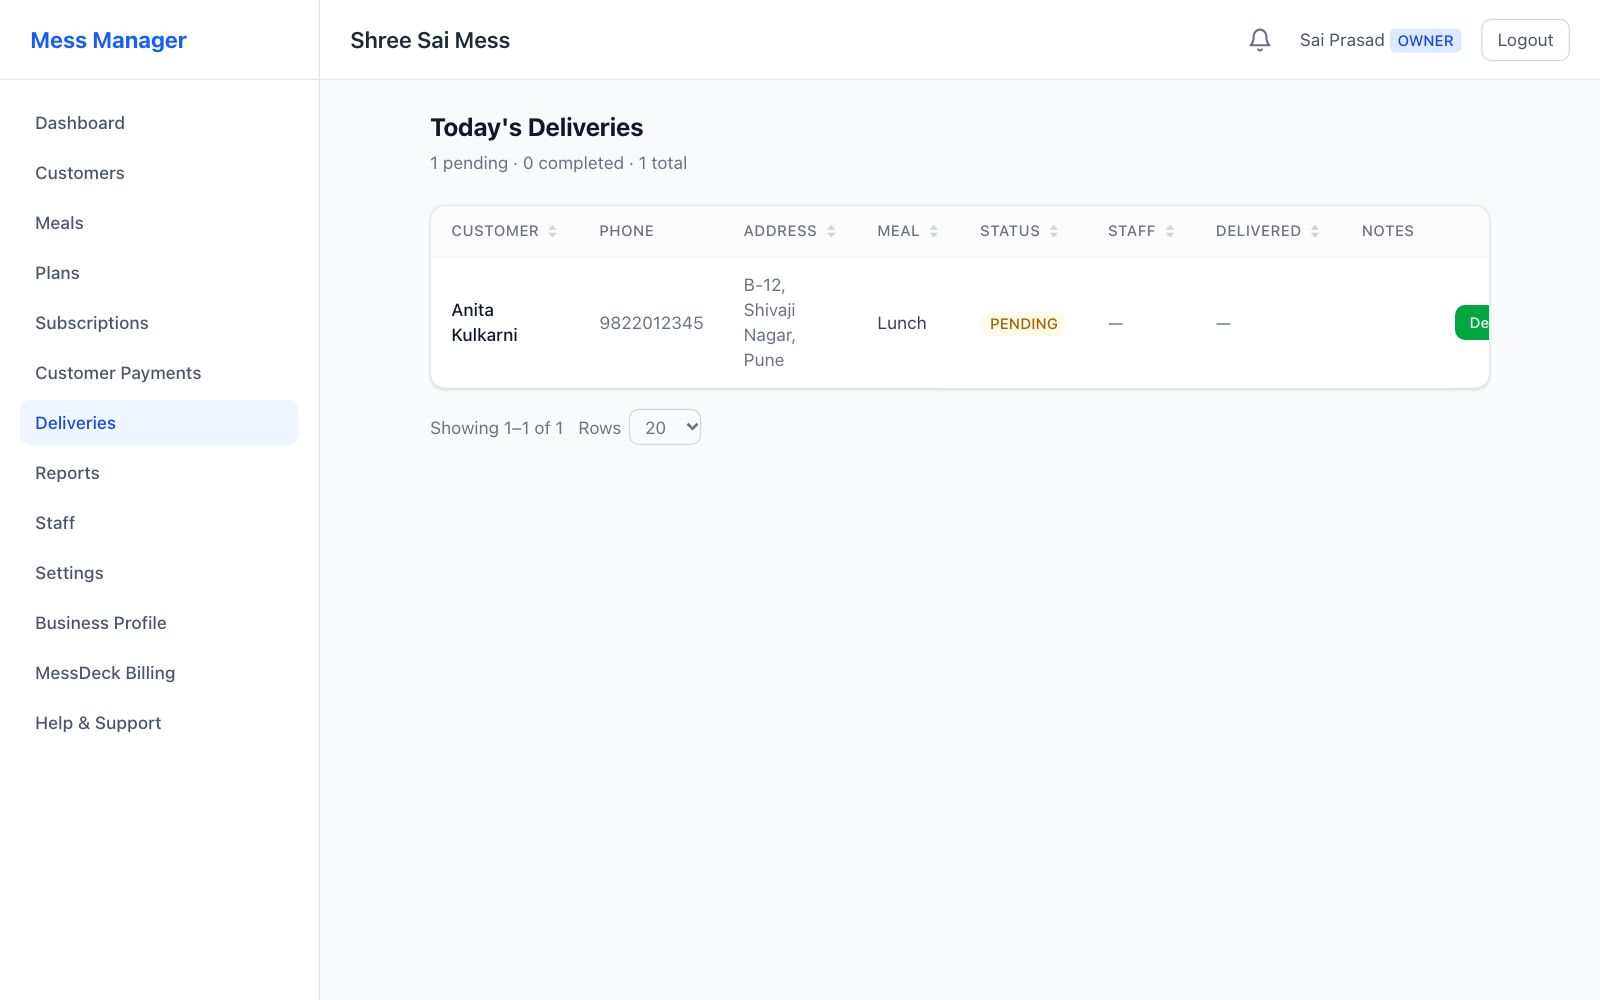 Mess Manager
Shree Sai Mess
Sai Prasad OWNER
Logout
Dashboard
Customers
Meals
Plans
Subscriptions
Customer Payments
Deliveries
Reports
Staff
Settings
Business Profile
MessDeck Billing
Help & Support
Today's Deliveries
1 pending · 0 completed · 1 total
CUSTOMER PHONE ADDRESS MEAL STATUS STAFF DELIVERED NOTES
Anita
Kulkarni
9822012345
B-12,
Shivaji
Nagar,
Pune
Lunch
PENDING
—
—
De
Showing 1–1 of 1 Rows 20